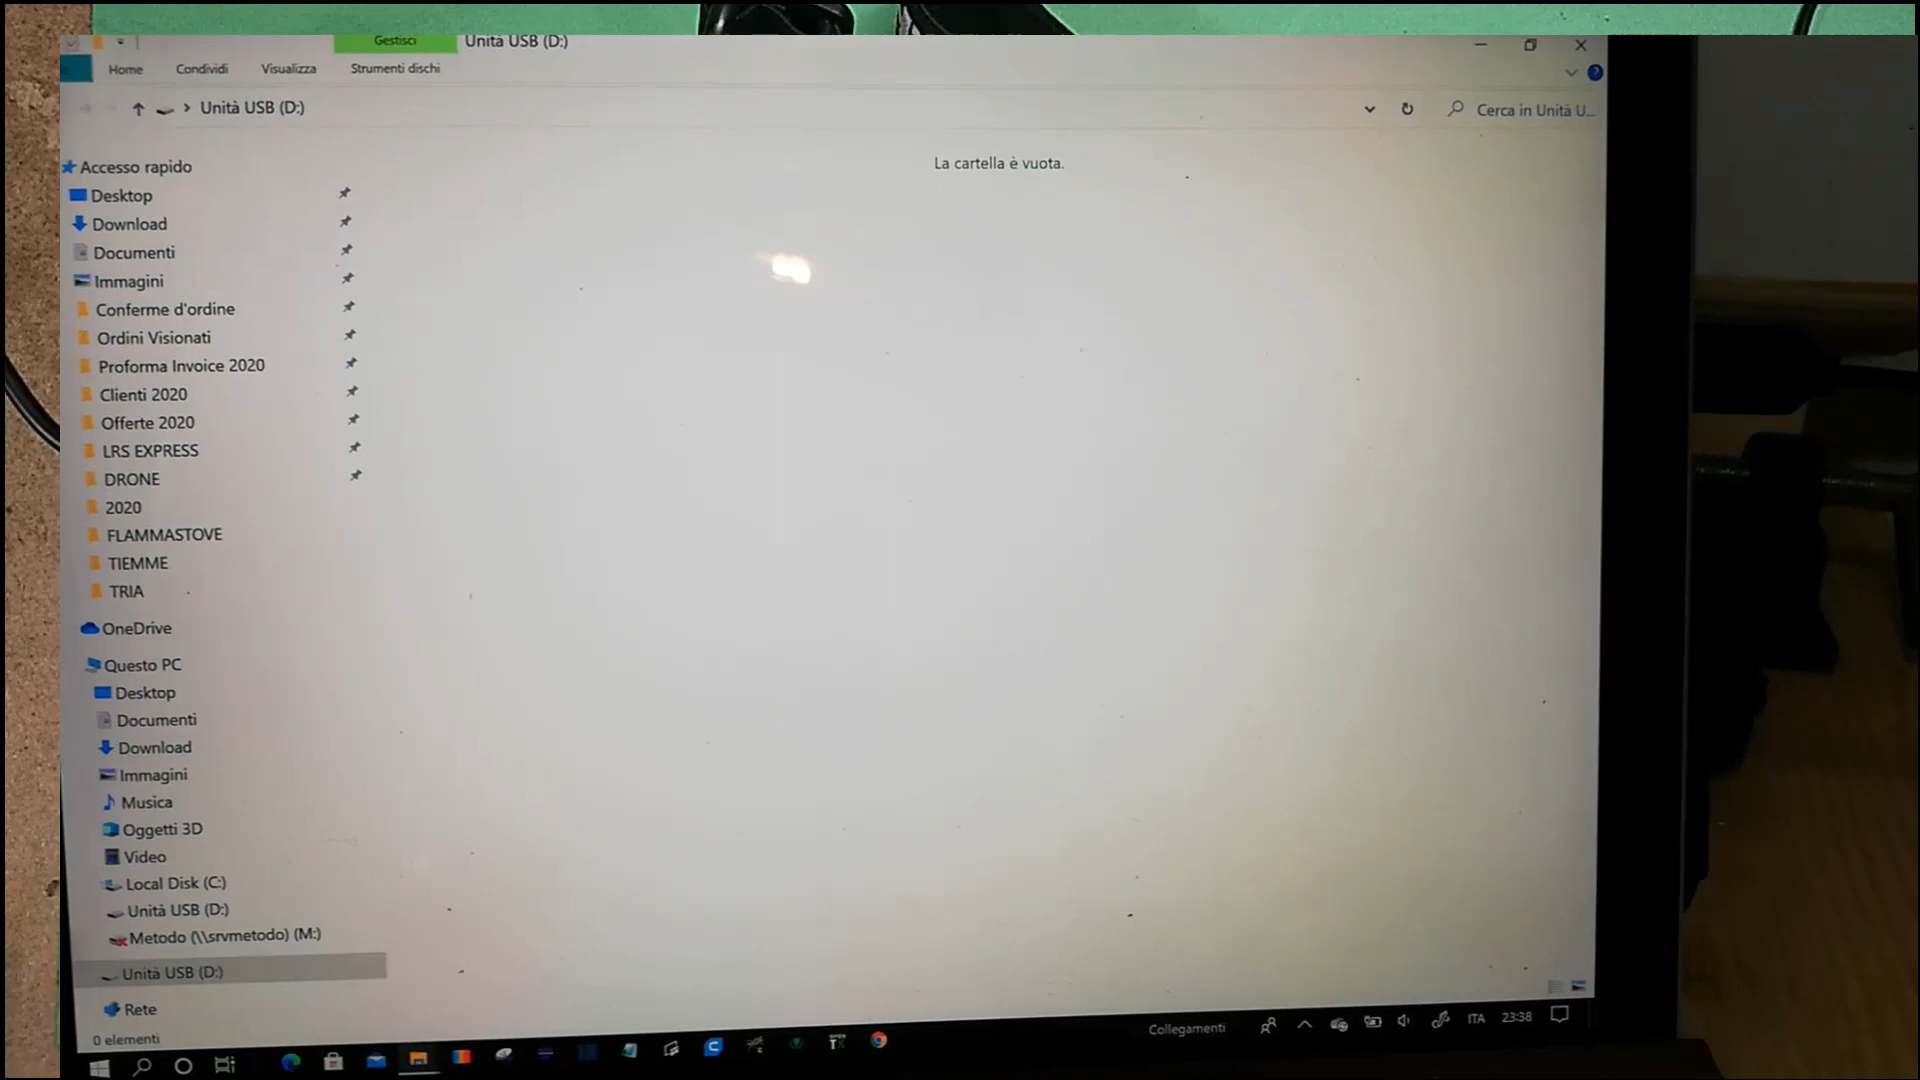 Gestisci
Unità USB (D:)
Home
Condividi
Visualizza
Strumenti dischi
Unità USB (D:)
Cerca in Unità U...
Accesso rapido
La cartella è vuota.
Desktop
Download
Documenti
Immagini
Conferme d'ordine
Ordini Visionati
Proforma Invoice 2020
Clienti 2020
Offerte 2020
LRS EXPRESS
DRONE
2020
FLAMMASTOVE
TIEMME
TRIA
OneDrive
Questo PC
Desktop
Documenti
Download
Immagini
Musica
Oggetti 3D
Video
Local Disk (C:)
Unità USB (D:)
Metodo (\\srvmetodo) (M:)
Unità USB (D:)
Rete
0 elementi
Collegamenti
ITA
23:38